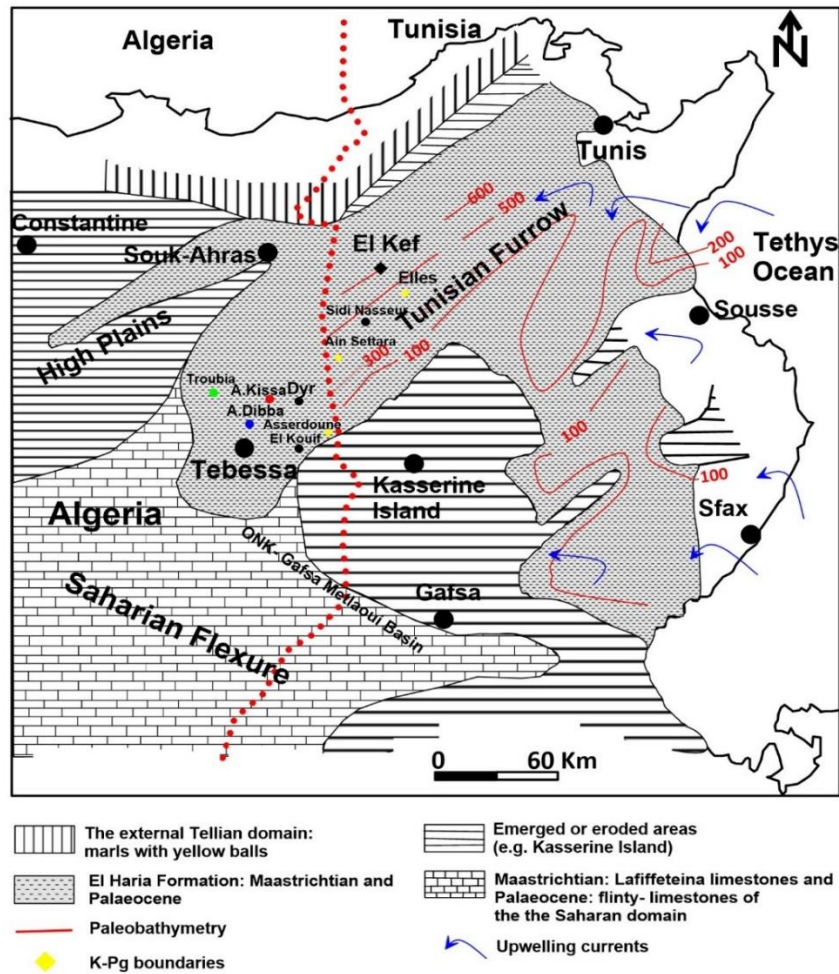 Algeria
Tunisia
N
Tunis
Constantine
Souk-Ahras
600
500
El Kef
Elles
Tunisian Furrow
200
100
Tethys
Ocean
Sidi Nasseur
Sousse
High Plains
Ain Settara
300
100
Troubia
A.Kissa
Dyr
A.Dibba
Asserdoune
El Kouif
Tebessa
100
100
Kasserine
Island
Algeria
Sfax
ONK- Gafsa Metlaoui Basin
Gafsa
Saharian Flexure
0
60 Km
The external Tellian domain:
marls with yellow balls
El Haria Formation: Maastrichtian and
Palaeocene
Paleobathymetry
K-Pg boundaries
Emerged or eroded areas
(e.g. Kasserine Island)
Maastrichtian: Lafiffeteina limestones and
Palaeocene: flinty- limestones of
the the Saharan domain
Upwelling currents